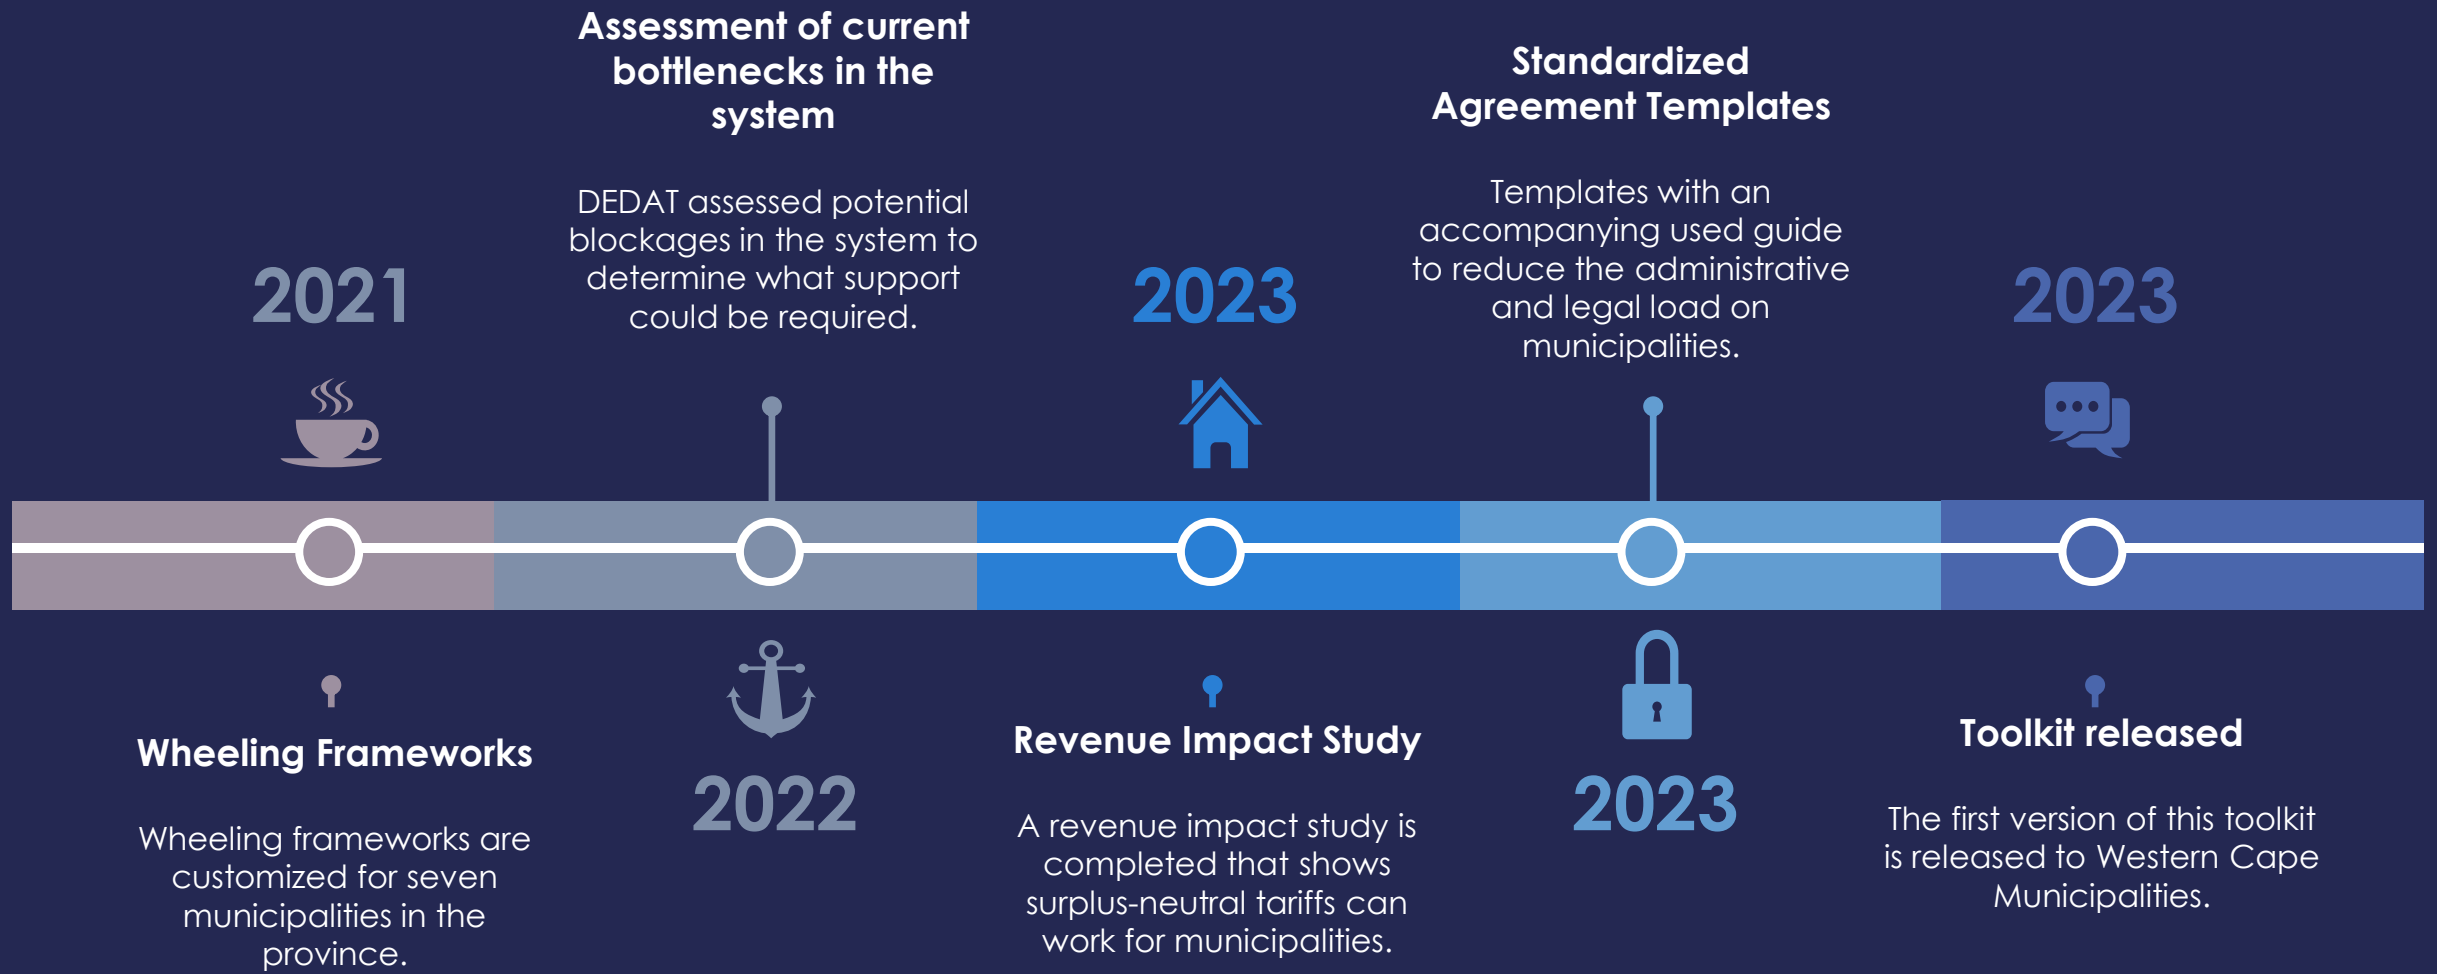 2021
Wheeling Frameworks
Wheeling frameworks are
customized for seven
municipalities in the
province.
Assessment of current
bottlenecks in the
system
DEDAT assessed potential
blockages in the system to
determine what support
could be required.
2022
2023
Revenue Impact Study
A revenue impact study is
completed that shows
surplus-neutral tariffs can
work for municipalities.
Standardized
Agreement Templates
Templates with an
accompanying used guide
to reduce the administrative
and legal load on
municipalities.
2023
2023
Toolkit released
The first version of this toolkit
is released to Western Cape
Municipalities.